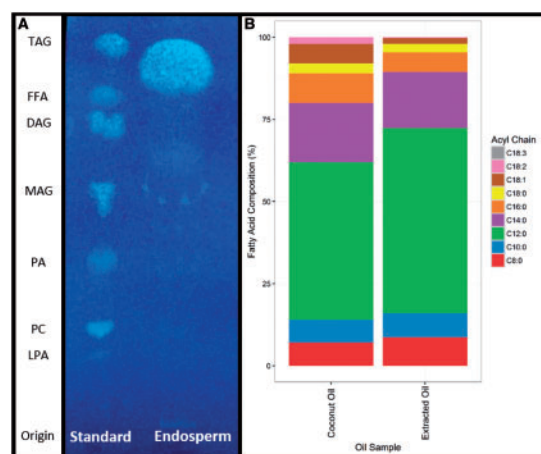 A
TAG
FFA
DAG
MAG
PA
PC
LPA
Origin
Standard
Endosperm
B
Fatty Acid Composition (%)
100
75
50
25
0
Coconut Oil
Extracted Oil
Oil Sample
Acyl Chain
C18:3
C18:2
C18:1
C18:0
C16:0
C14:0
C12:0
C10:0
C8:0